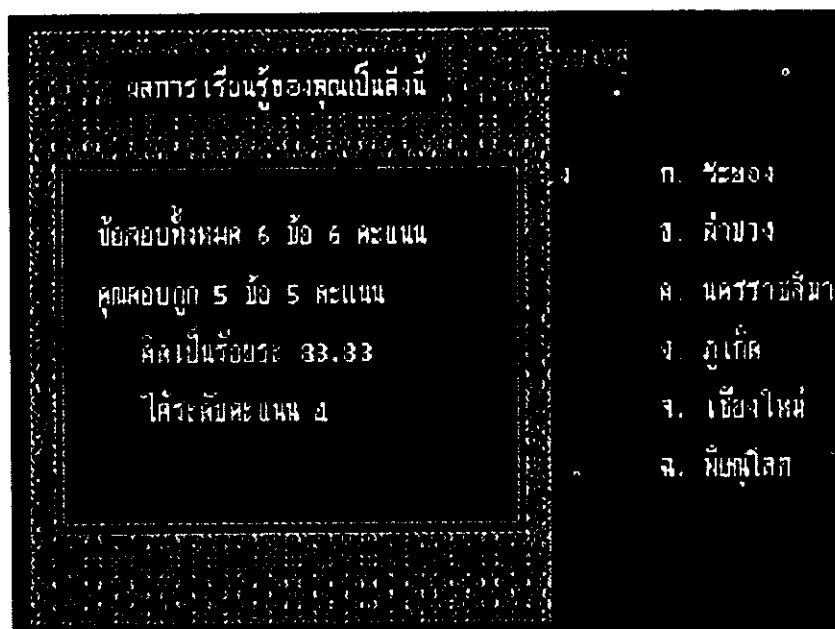 ผลการเรียนรู้ของคุณเป็นดังนี้
ข้อสอบทั้งหมด 6 ข้อ 6 คะแนน
คุณตอบถูก 5 ข้อ 5 คะแนน
คิดเป็นร้อยละ 83.33
ได้ระดับคะแนน 4
ก. ระยอง
ข. ลำปาง
ค. นครราชสีมา
ง. ภูเก็ต
จ. เชียงใหม่
ฉ. พิษณุโลก